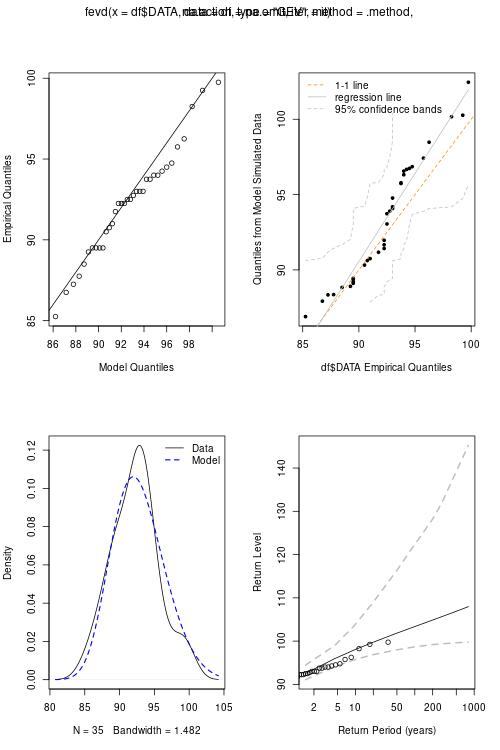 fevd(x = df$DATA, data = df, type = "GEV", method = .method,
100
95
90
85
Empirical Quantiles
86 88 90 92 94 96 98
Model Quantiles
1-1 line
regression line
95% confidence bands
100
95
90
Quantiles from Model Simulated Data
85 90 95 100
df$DATA Empirical Quantiles
Data
Model
0.12
0.10
0.08
0.06
0.04
0.02
0.00
Density
80 85 90 95 100 105
N = 35 Bandwidth = 1.482
140
130
120
110
100
90
Return Level
2 5 10 50 200 1000
Return Period (years)